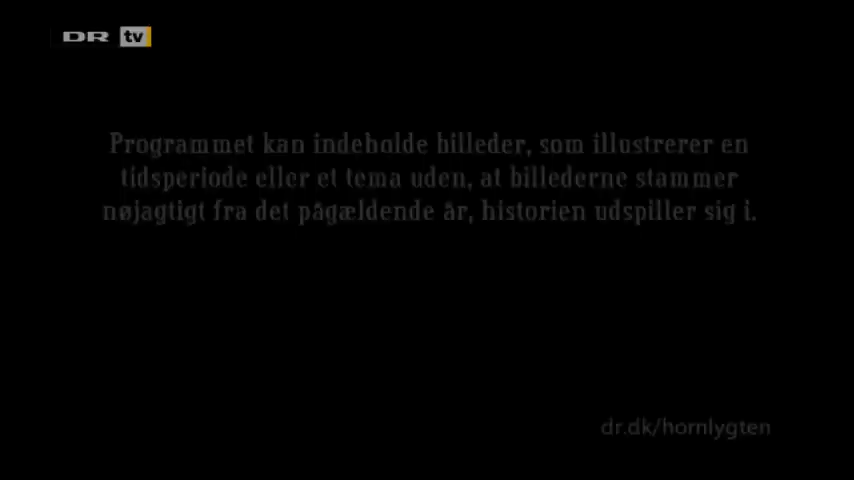 DR tv
Programmet kan indeholde billeder, som illustrerer en
tidsperiode eller et tema uden, at billederne stammer
nøjagtigt fra det pågældende år, historien udspiller sig i.
dr.dk/hornlygten